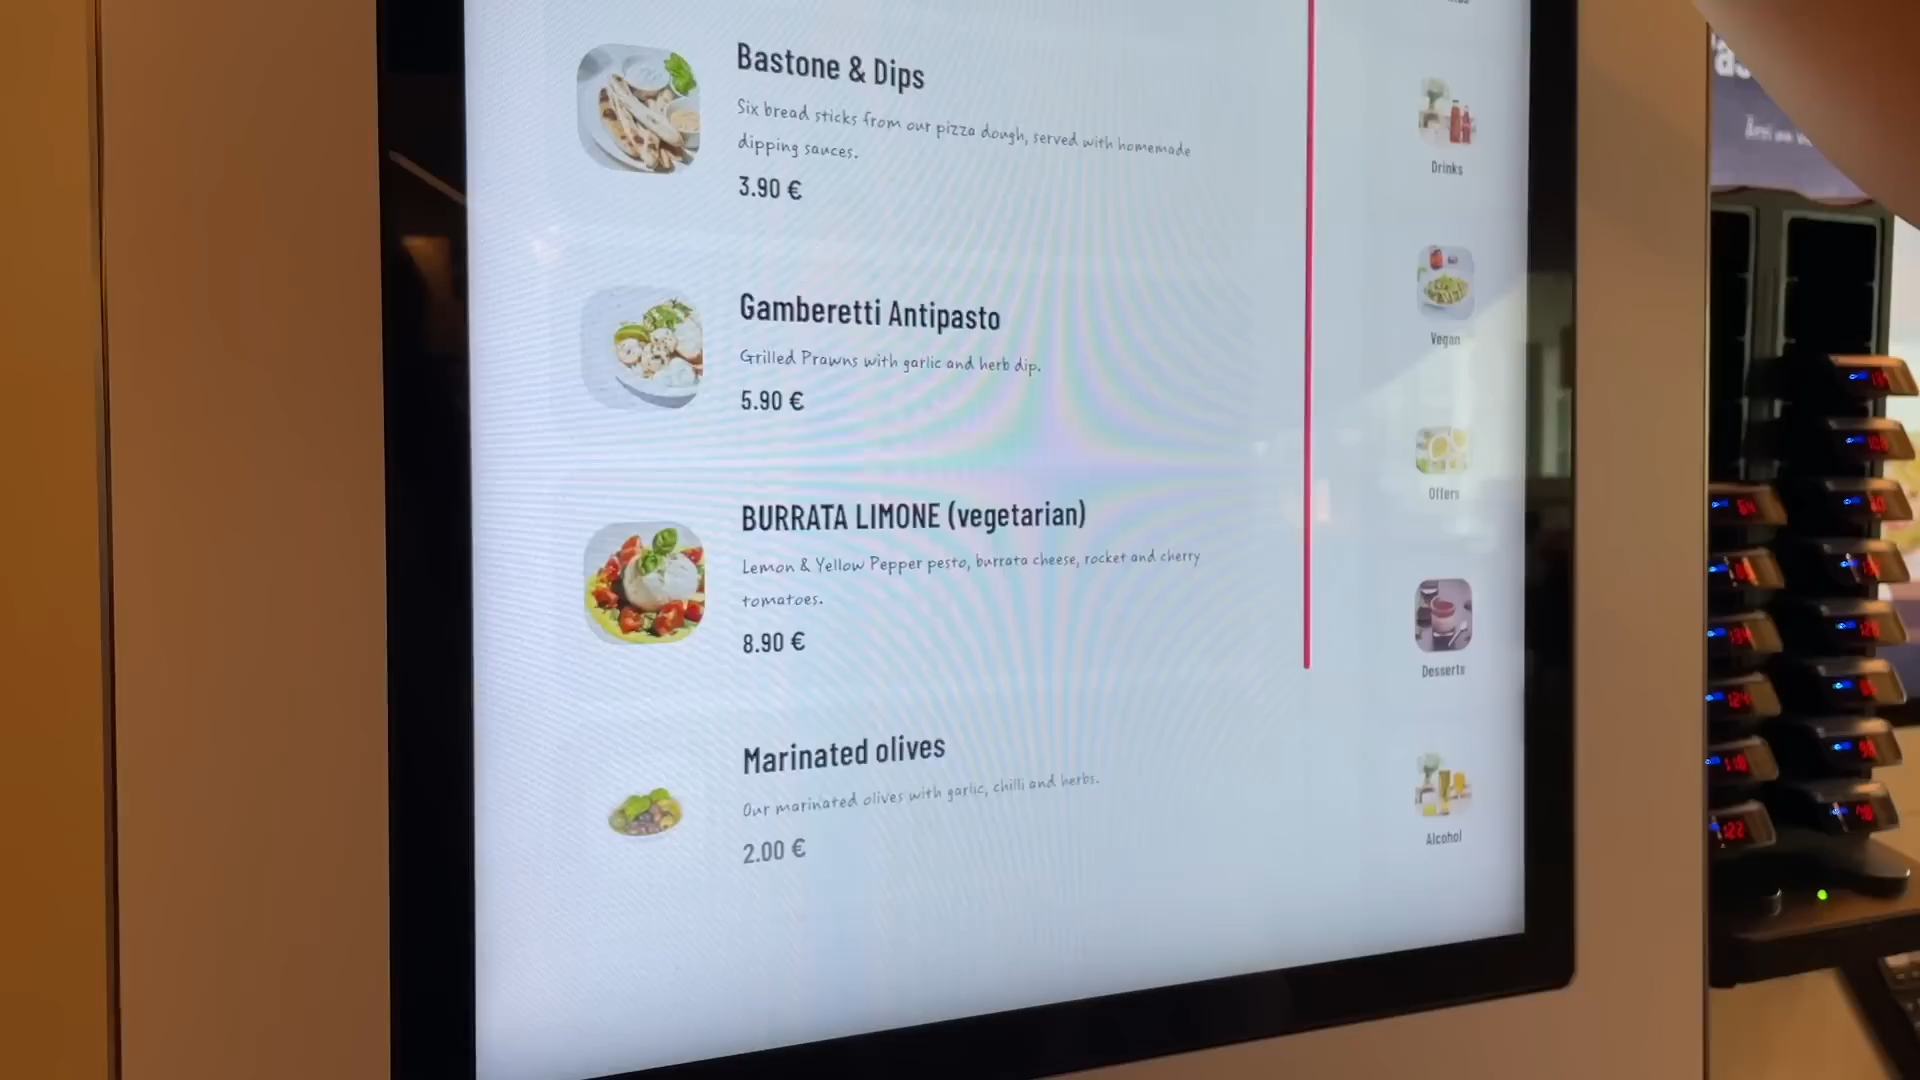 Bastone & Dips
Six bread sticks from our pizza dough, served with homemade
dipping sauces.
3.90 €
Gamberetti Antipasto
Grilled Prawns with garlic and herb dip.
5.90 €
BURRATA LIMONE (vegetarian)
Lemon & Yellow Pepper pesto, burrata cheese, rocket and cherry
tomatoes.
8.90 €
Marinated olives
Our marinated olives with garlic, chilli and herbs.
2.00 €
Drinks
Vegan
Offers
Desserts
Alcohol